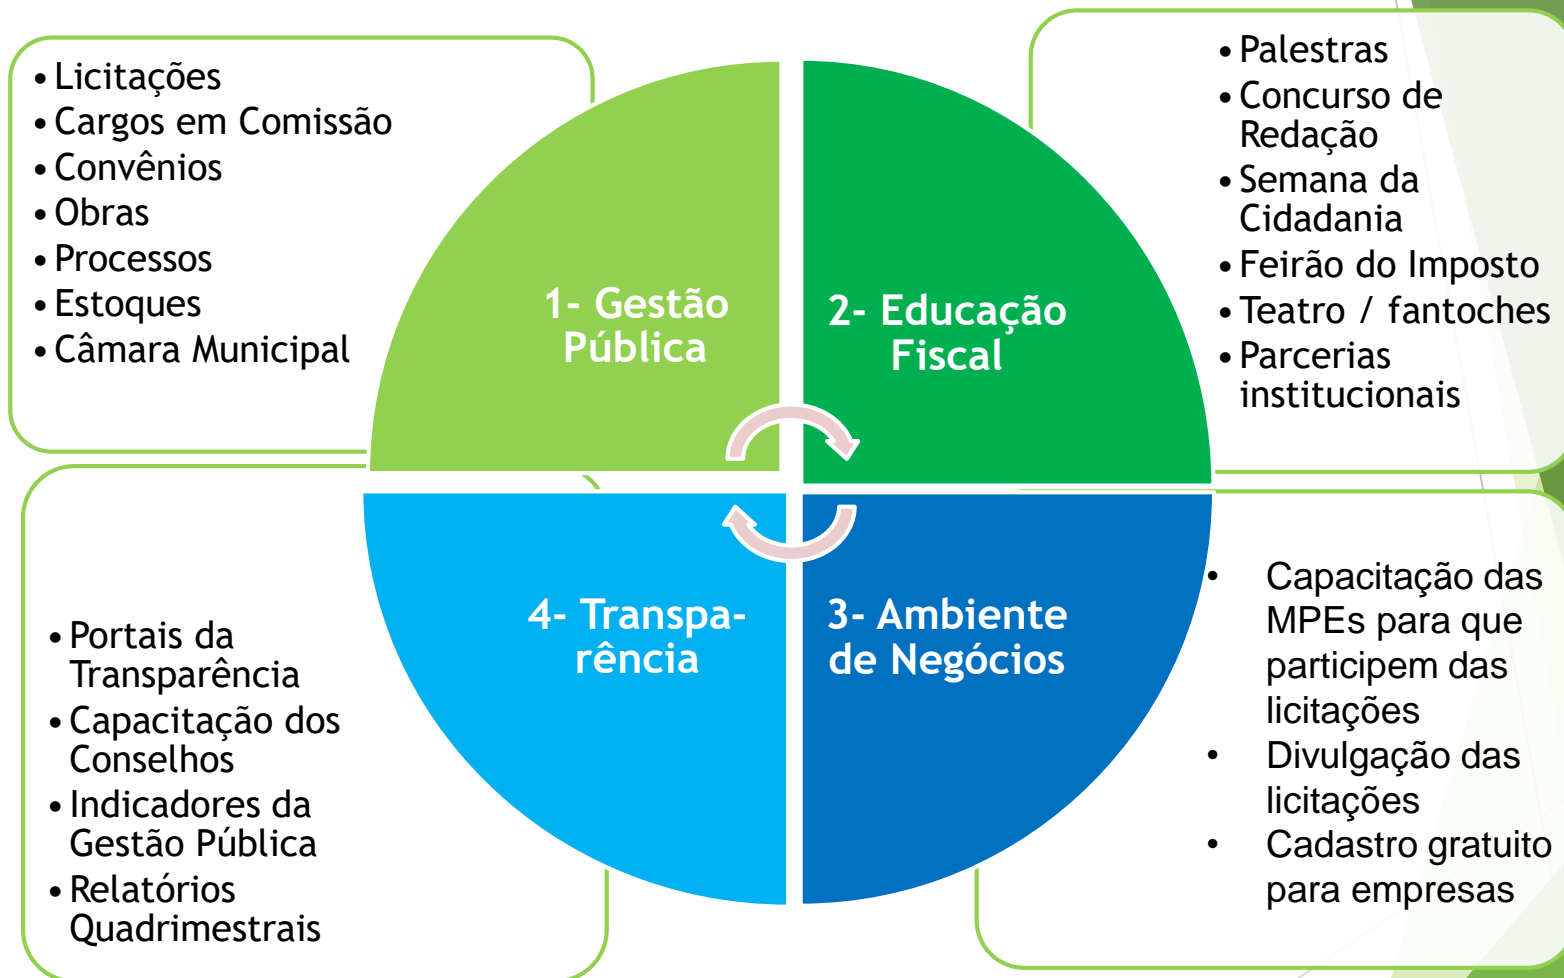 • Licitações
• Cargos em Comissão
• Convênios
• Obras
• Processos
• Estoques
• Câmara Municipal
1- Gestão
Pública
2- Educação
Fiscal
• Palestras
• Concurso de
Redação
• Semana da
Cidadania
• Feirão do Imposto
• Teatro / fantoches
• Parcerias
institucionais
• Portais da
Transparência
• Capacitação dos
Conselhos
• Indicadores da
Gestão Pública
• Relatórios
Quadrimestrais
4- Transpa-
rência
3- Ambiente
de Negócios
• Capacitação das
MPEs para que
participem das
licitações
• Divulgação das
licitações
• Cadastro gratuito
para empresas